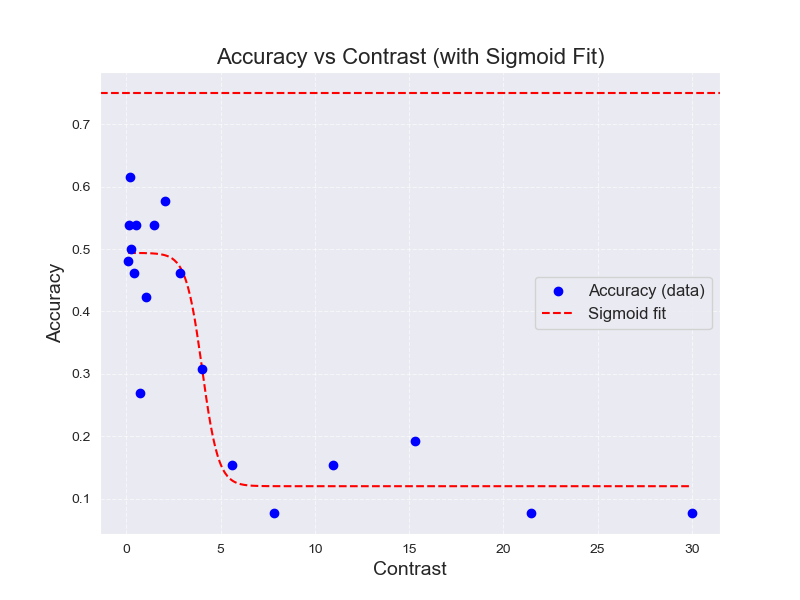 Accuracy vs Contrast (with Sigmoid Fit)
0.7
0.6
0.5
0.4
0.3
0.2
0.1
Accuracy
Accuracy (data)
Sigmoid fit
0 5 10 15 20 25 30
Contrast